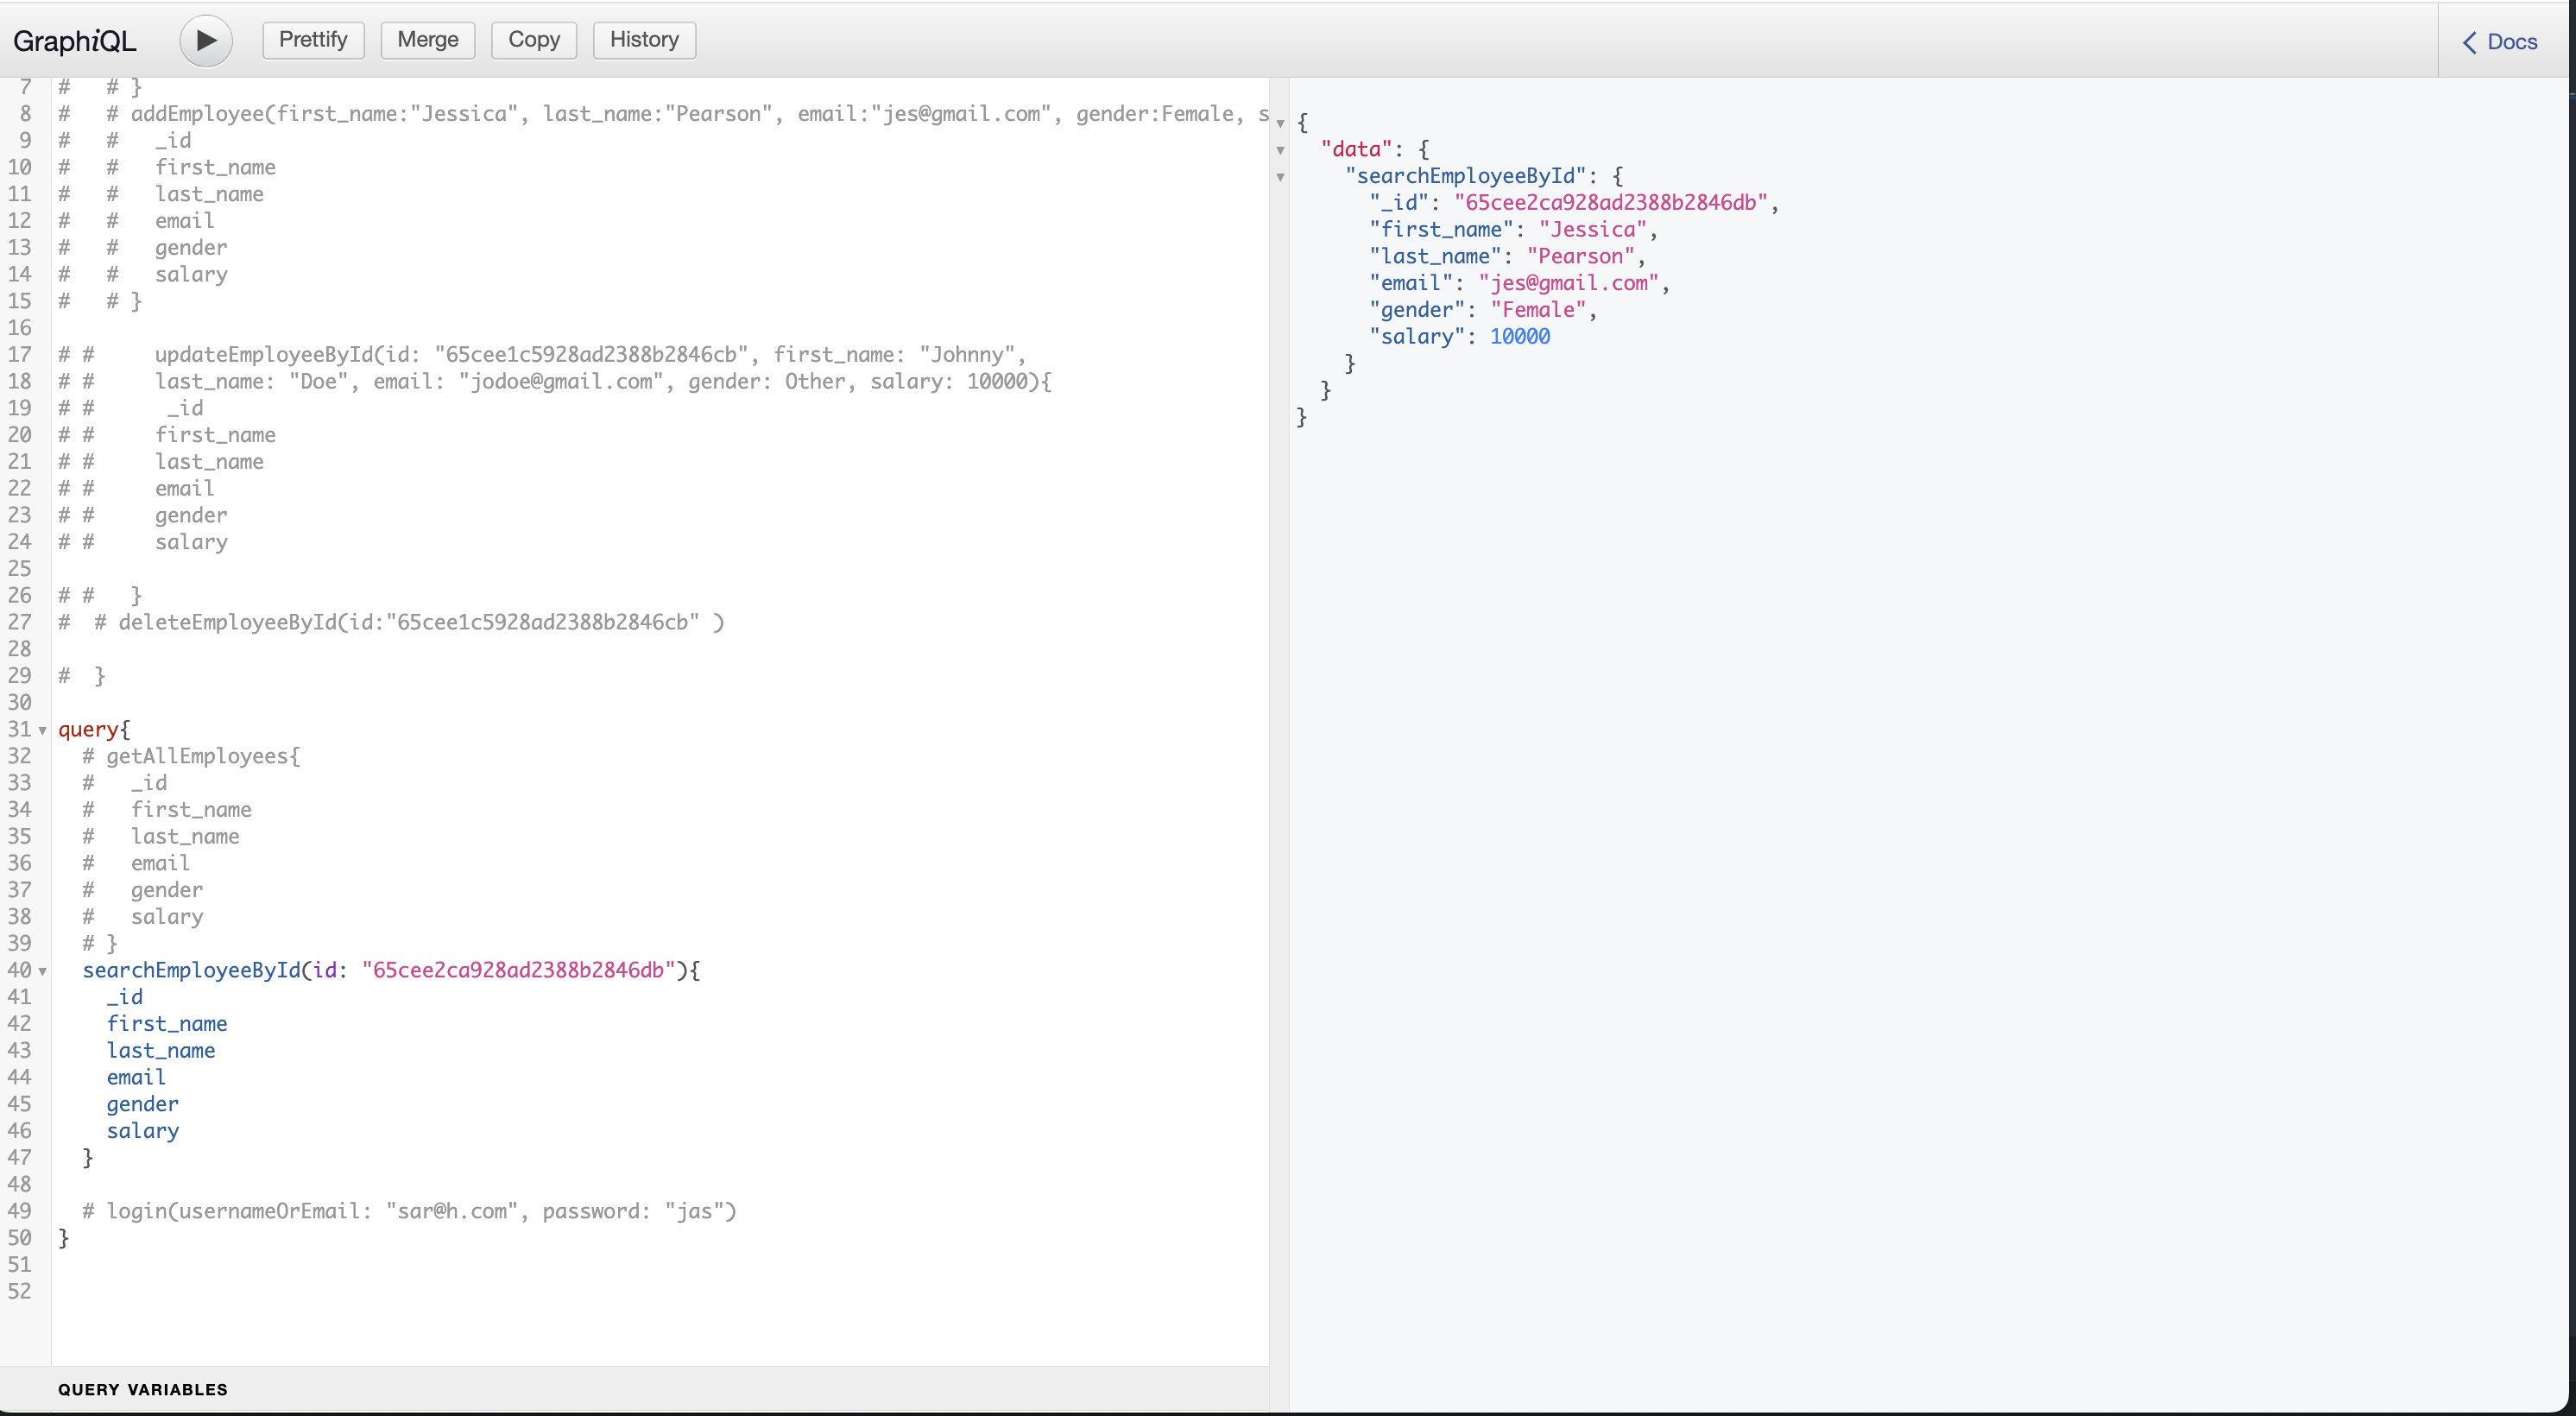 GraphiQL
Prettify
Merge
Copy
History
Docs
7 #   # }
8 #   # addEmployee(first_name:"Jessica", last_name:"Pearson", email:"jes@gmail.com", gender:Female, s
9 #   #   _id
10 #   #   first_name
11 #   #   last_name
12 #   #   email
13 #   #   gender
14 #   #   salary
15 #   # }
16
17 # #     updateEmployeeById(id: "65cee1c5928ad2388b2846cb", first_name: "Johnny",
18 # #     last_name: "Doe", email: "jodoe@gmail.com", gender: Other, salary: 10000){
19 # #      _id
20 # #     first_name
21 # #     last_name
22 # #     email
23 # #     gender
24 # #     salary
25
26 # #   }
27 #  # deleteEmployeeById(id:"65cee1c5928ad2388b2846cb" )
28
29 #  }
30
31 query{
32   # getAllEmployees{
33   #   _id
34   #   first_name
35   #   last_name
36   #   email
37   #   gender
38   #   salary
39   # }
40   searchEmployeeById(id: "65cee2ca928ad2388b2846db"){
41     _id
42     first_name
43     last_name
44     email
45     gender
46     salary
47   }
48
49   # login(usernameOrEmail: "sar@h.com", password: "jas")
50 }
51
52
QUERY VARIABLES
{
  "data": {
    "searchEmployeeById": {
      "_id": "65cee2ca928ad2388b2846db",
      "first_name": "Jessica",
      "last_name": "Pearson",
      "email": "jes@gmail.com",
      "gender": "Female",
      "salary": 10000
    }
  }
}